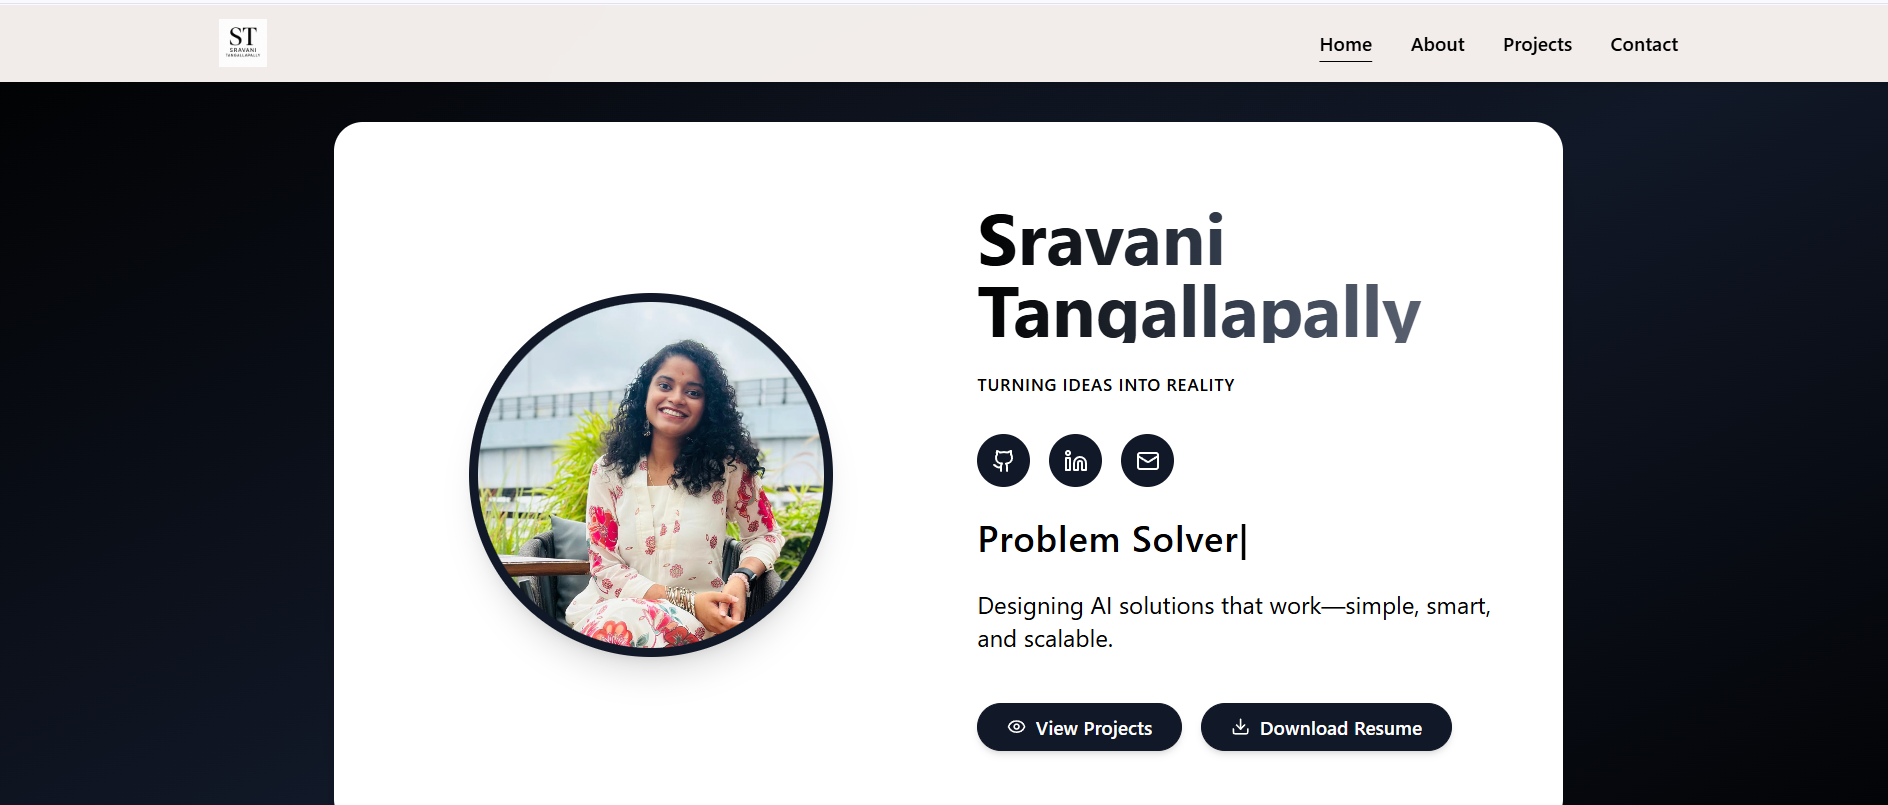 ST
SRAVANI
TANGALLAPALLY
Home
About
Projects
Contact
Sravani
Tangallapally
TURNING IDEAS INTO REALITY
in
Problem Solver
Designing AI solutions that work—simple, smart,
and scalable.
View Projects
Download Resume